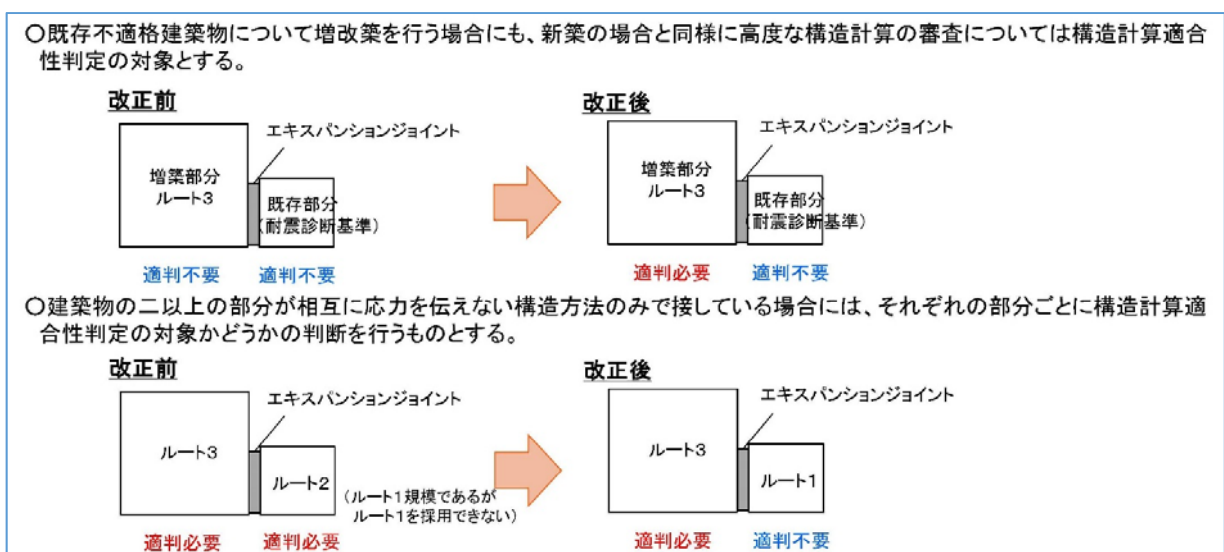 ○既存不適格建築物について増改築を行う場合にも、新築の場合と同様に高度な構造計算の審査については構造計算適合
性判定の対象とする。
改正前
改正後
エキスパンションジョイント
エキスパンションジョイント
増築部分
ルート3
既存部分
(耐震診断基準)
増築部分
ルート3
既存部分
(耐震診断基準)
適判不要
適判不要
適判必要
適判不要
○建築物の二以上の部分が相互に応力を伝えない構造方法のみで接している場合には、それぞれの部分ごとに構造計算適
合性判定の対象かどうかの判断を行うものとする。
改正前
改正後
エキスパンションジョイント
エキスパンションジョイント
ルート3
ルート2
(ルート1規模であるが
ルート1を採用できない)
ルート3
ルート1
適判必要
適判必要
適判必要
適判不要